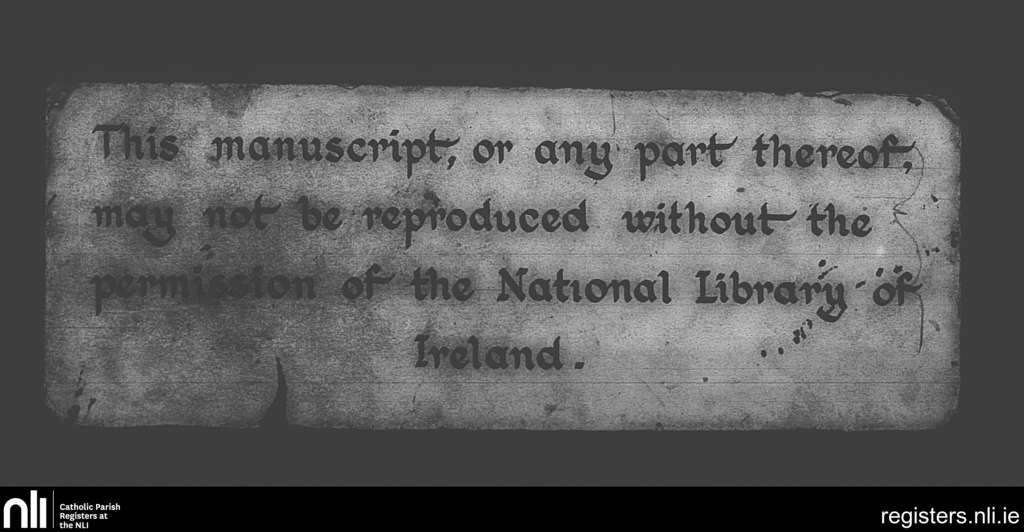 This manuscript, or any part thereof,
may not be reproduced without the
permission of the National Library of
Ireland.
nli
Catholic Parish
Registers at
the NLI
registers.nli.ie